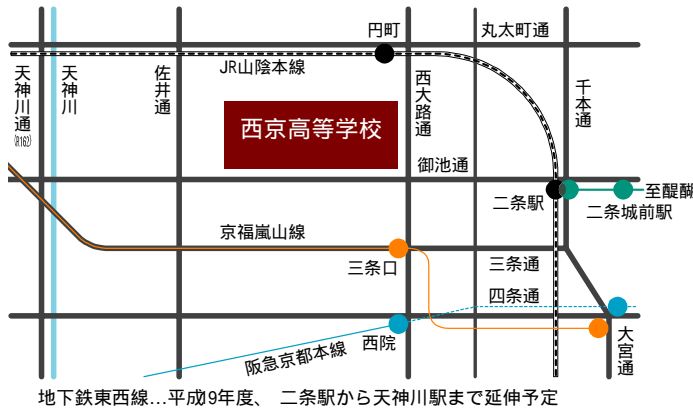 円町
丸太町通
JR山陰本線
天神川通
(R162)
天神川
佐井通
西大路通
千本通
西京高等学校
御池通
二条駅
至醍醐
二条城前駅
京福嵐山線
三条口
三条通
四条通
西院
阪急京都本線
大宮通
地下鉄東西線…平成19年度、 二条駅から天神川駅まで延伸予定